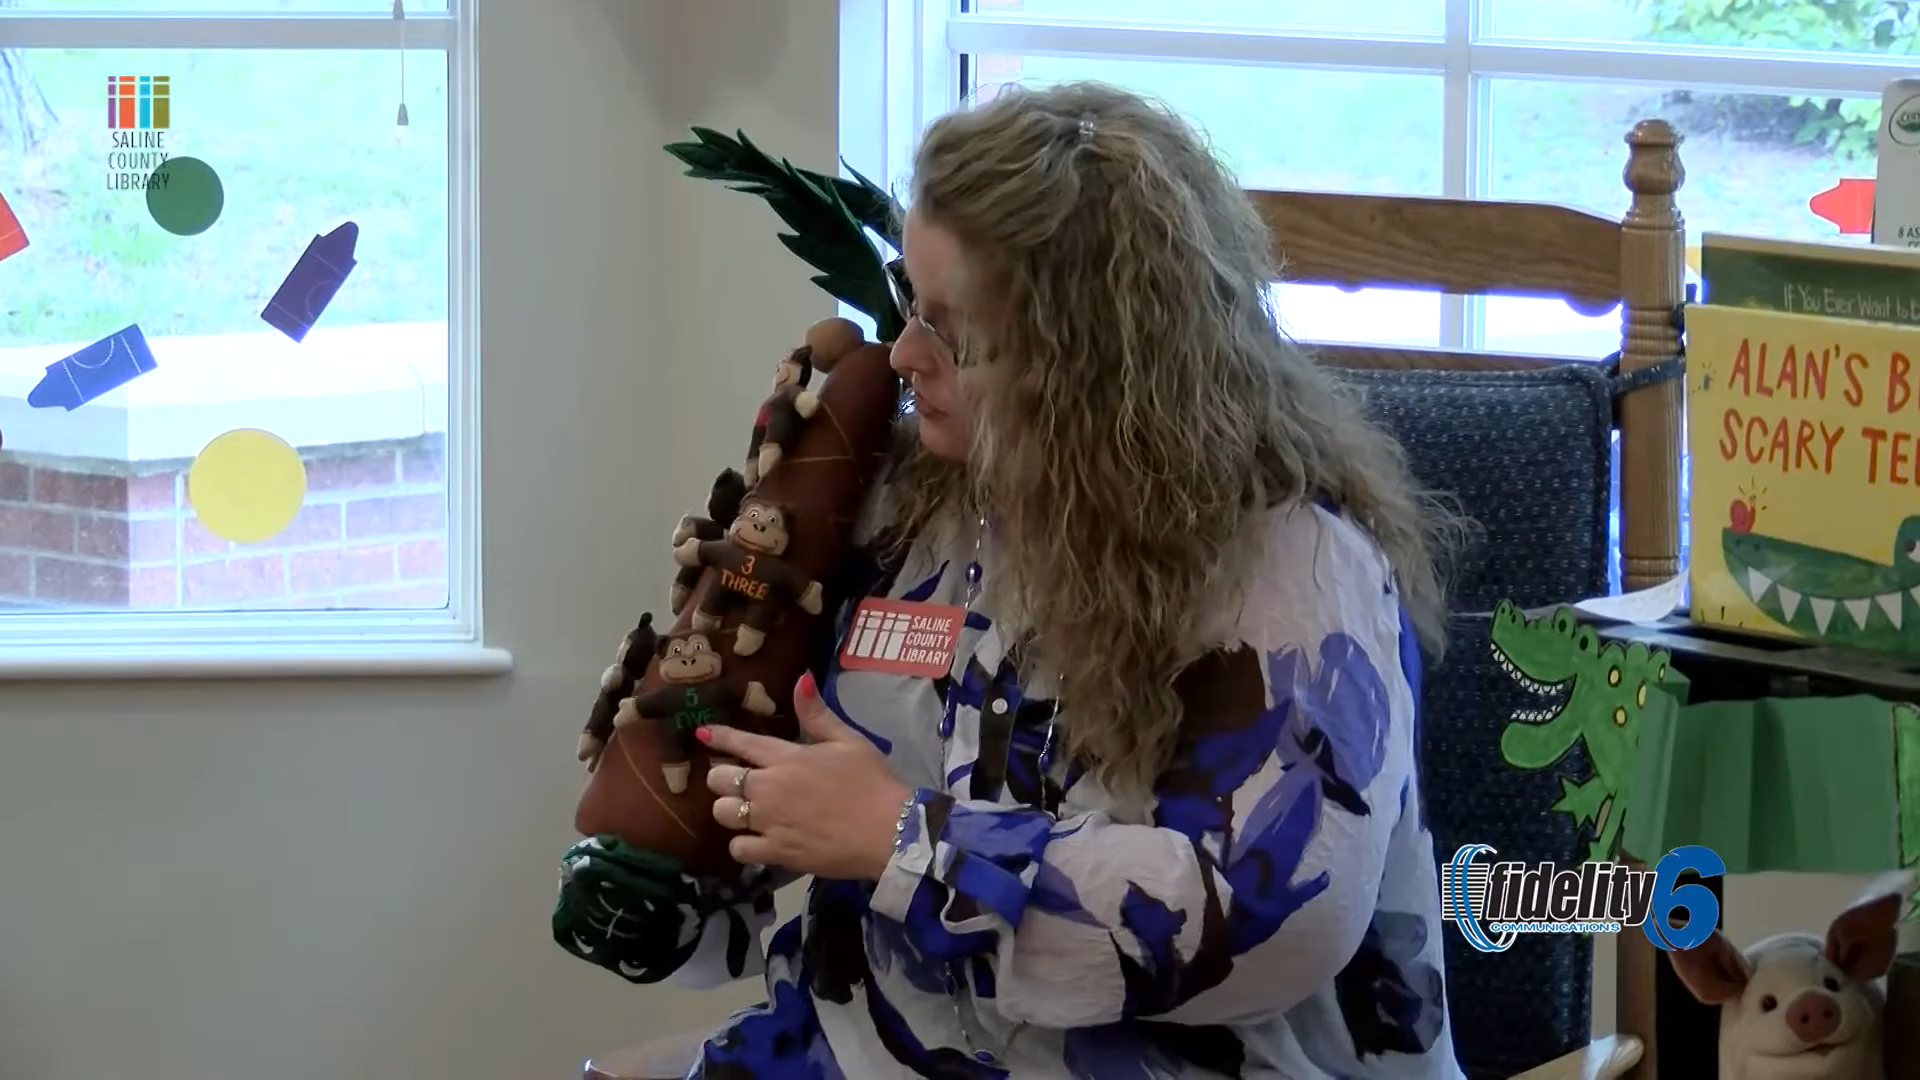 SALINE
COUNTY
LIBRARY
3
THREE
5
FIVE
SALINE
COUNTY
LIBRARY
IF You Ever Want to
ALAN'S
SCARY
fidelity 6
COMMUNICATIONS